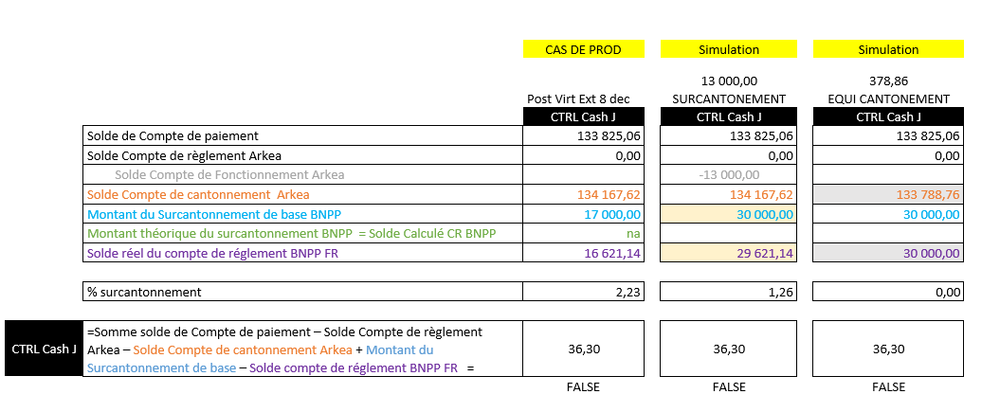 CAS DE PROD Simulation Simulation
13 000,00 378,86
Post Virt Ext 8 dec SURCANTONEMENT EQUI CANTONEMENT
CTRL Cash J CTRL Cash J CTRL Cash J
Solde de Compte de paiement 133 825,06 133 825,06 133 825,06
Solde Compte de règlement Arkea 0,00 0,00 0,00
Solde Compte de Fonctionnement Arkea -13 000,00
Solde Compte de cantonnement Arkea 134 167,62 134 167,62 133 788,76
Montant du Surcantonnement de base BNPP 17 000,00 30 000,00 30 000,00
Montant théorique du surcantonnement BNPP = Solde Calculé CR BNPP na
Solde réel du compte de réglement BNPP FR 16 621,14 29 621,14 30 000,00
% surcantonnement 2,23 1,26 0,00
=Somme solde de Compte de paiement – Solde Compte de règlement
CTRL Cash J Arkea – Solde Compte de cantonnement Arkea + Montant du 36,30 36,30 36,30
Surcantonnement de base – Solde compte de réglement BNPP FR =
FALSE FALSE FALSE